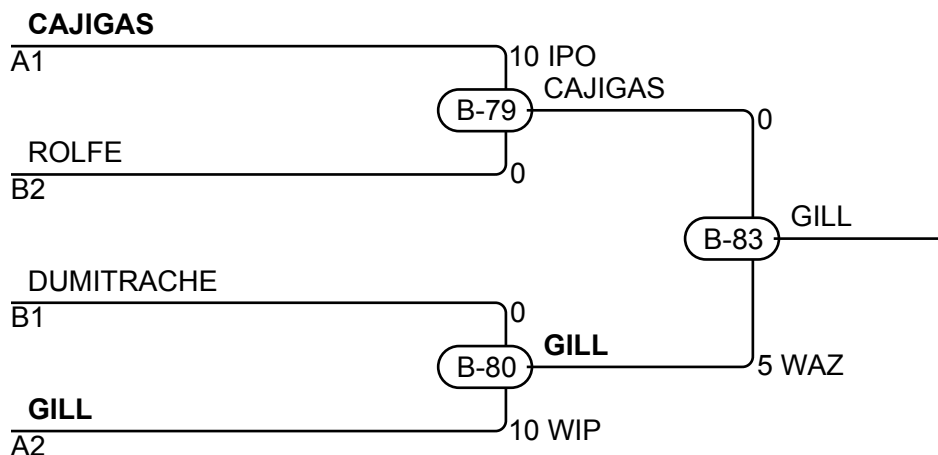 CAJIGAS
A1
10 IPO
CAJIGAS
B-79
0
ROLFE
B2
0
GILL
B-83
DUMITRACHE
B1
0
GILL
B-80
5 WAZ
GILL
A2
10 WIP